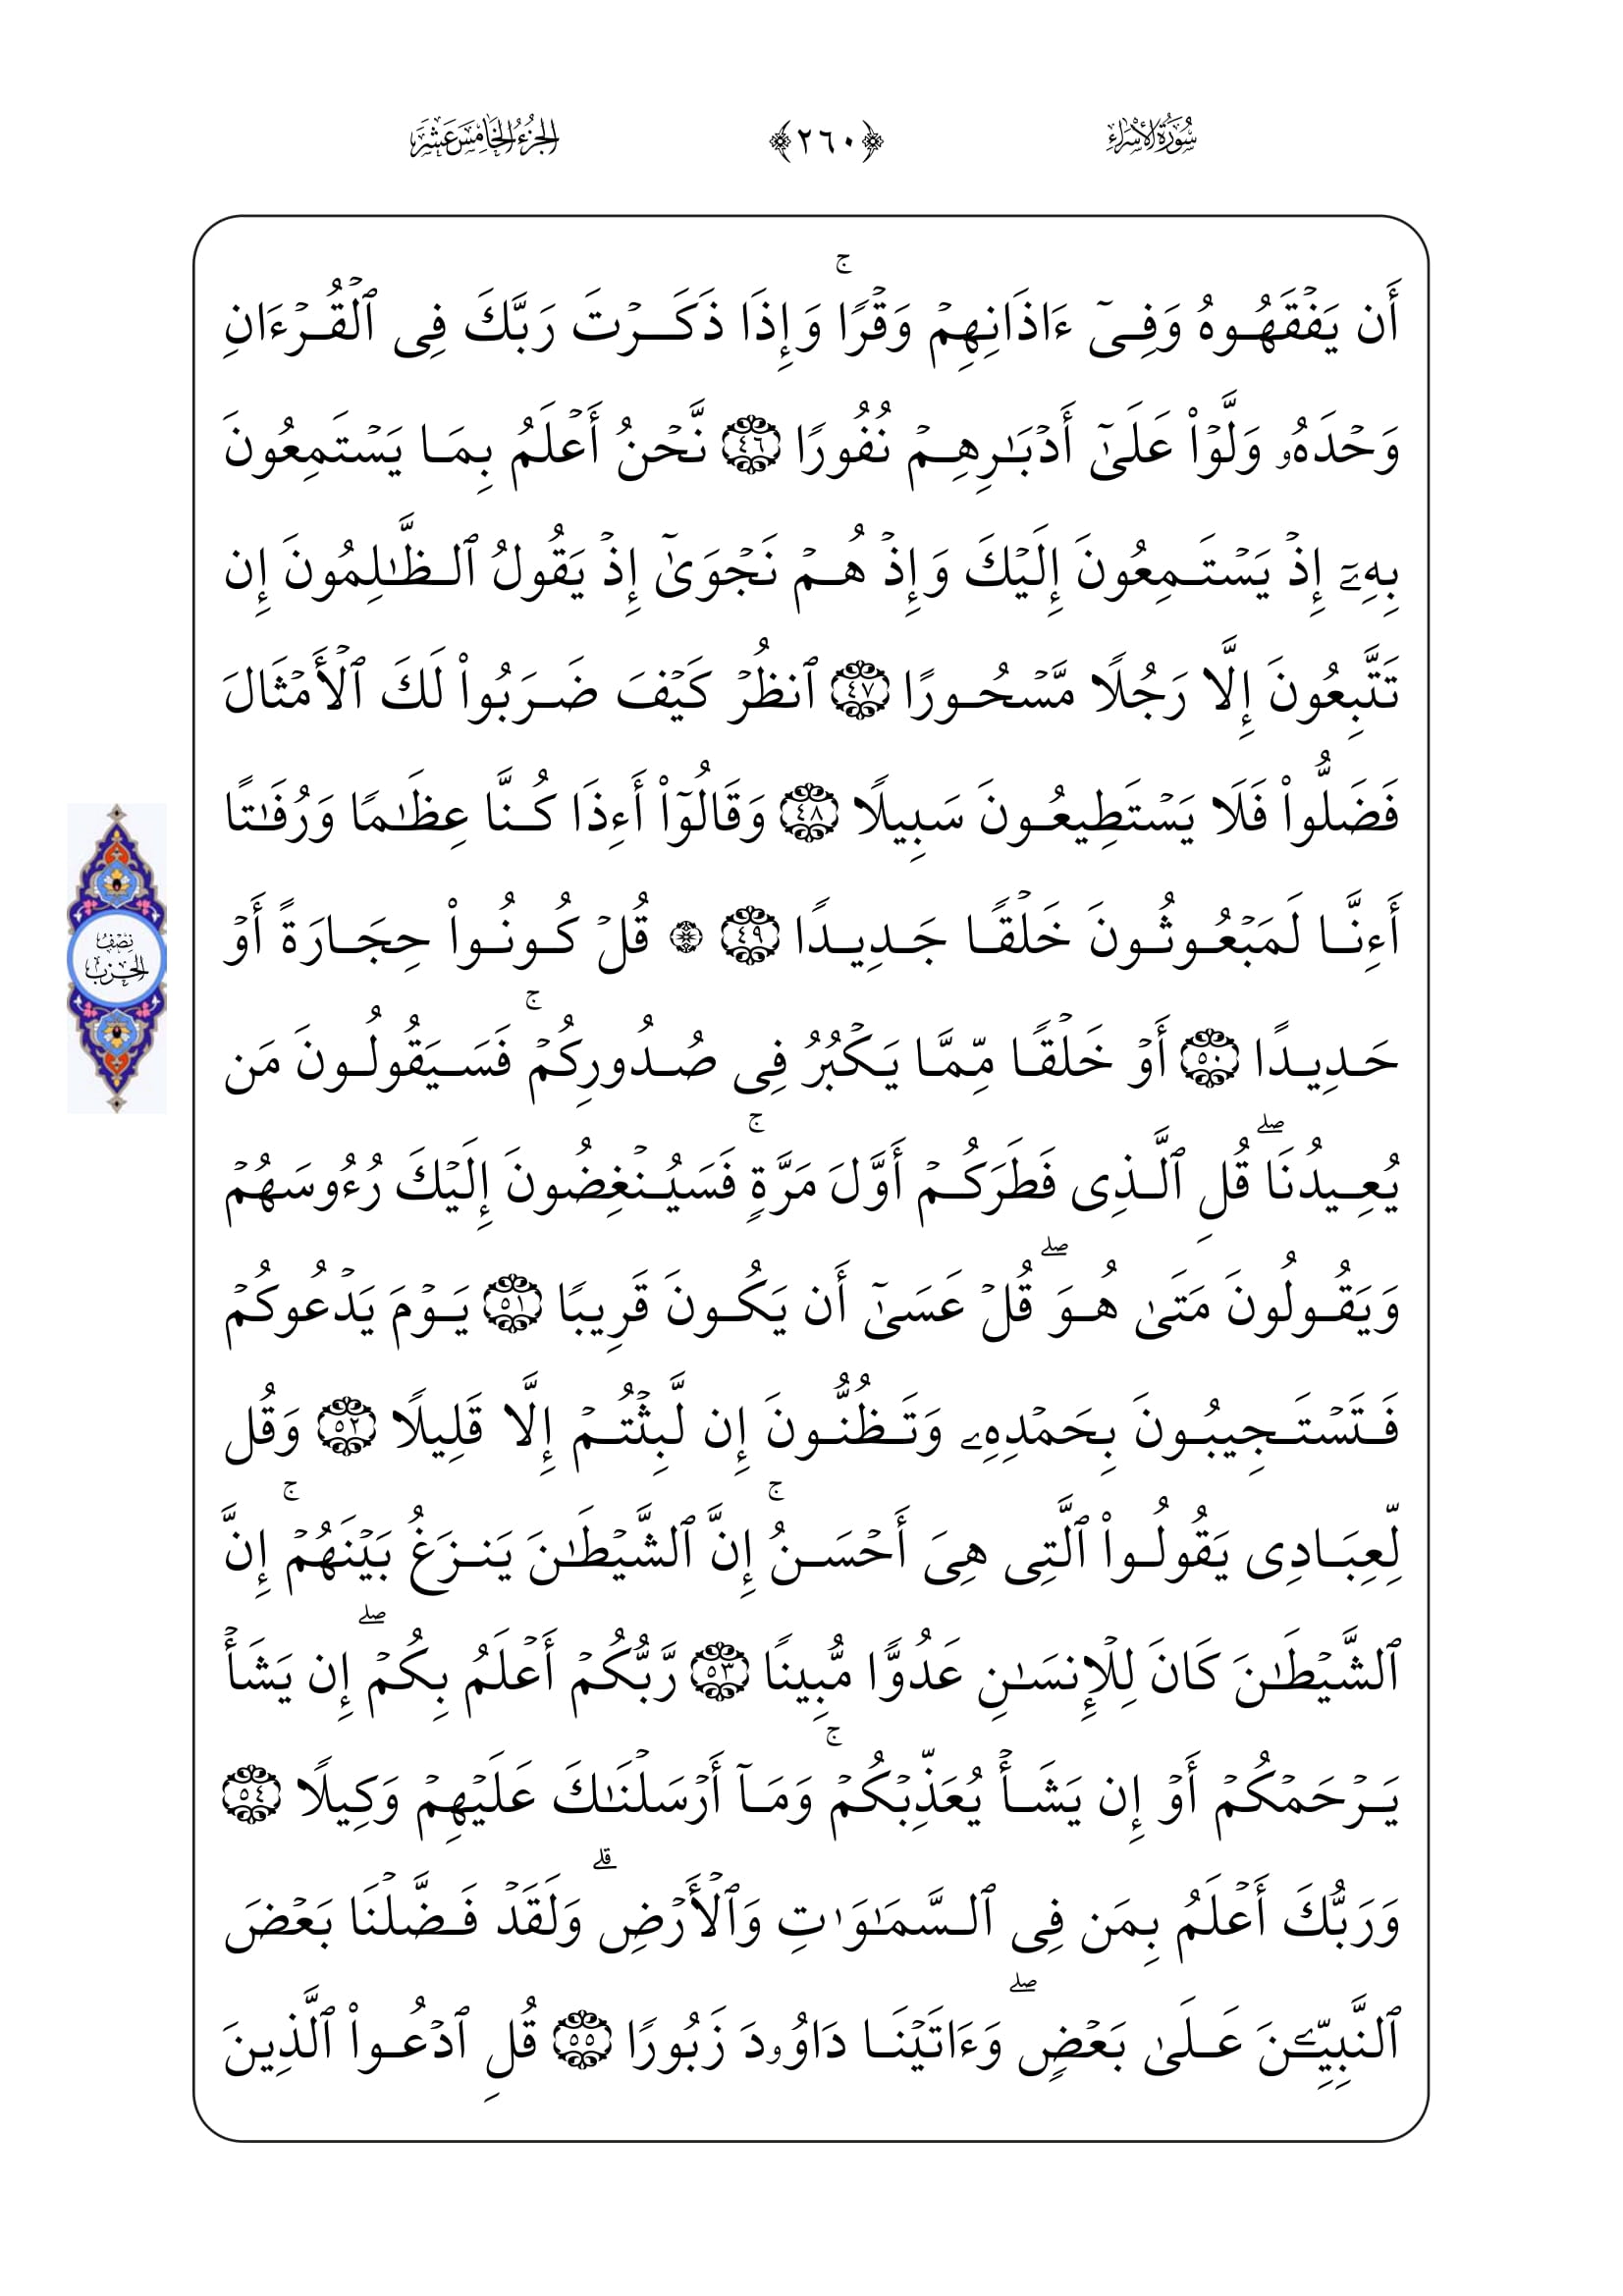 سُورَةُ الإِسْرَاءِ
﴿٢٦٠﴾
الجُزْءُ الخَامِسَ عَشَرَ
أَن يَفْقَهُوهُ وَفِىٓ ءَاذَانِهِمْ وَقْرًا ۚ وَإِذَا ذَكَرْتَ رَبَّكَ فِى ٱلْقُرْءَانِ
وَحْدَهُۥ وَلَّوْا۟ عَلَىٰٓ أَدْبَـٰرِهِمْ نُفُورًا ٤٦ نَّحْنُ أَعْلَمُ بِمَا يَسْتَمِعُونَ
بِهِۦٓ إِذْ يَسْتَمِعُونَ إِلَيْكَ وَإِذْ هُمْ نَجْوَىٰٓ إِذْ يَقُولُ ٱلظَّـٰلِمُونَ إِن
تَتَّبِعُونَ إِلَّا رَجُلًا مَّسْحُورًا ٤٧ ٱنظُرْ كَيْفَ ضَرَبُوا۟ لَكَ ٱلْأَمْثَالَ
فَضَلُّوا۟ فَلَا يَسْتَطِيعُونَ سَبِيلًا ٤٨ وَقَالُوٓا۟ أَءِذَا كُنَّا عِظَـٰمًا وَرُفَـٰتًا
أَءِنَّا لَمَبْعُوثُونَ خَلْقًا جَدِيدًا ٤٩ ۞ قُلْ كُونُوا۟ حِجَارَةً أَوْ
حَدِيدًا ٥٠ أَوْ خَلْقًا مِّمَّا يَكْبُرُ فِى صُدُورِكُمْ ۚ فَسَيَقُولُونَ مَن
يُعِيدُنَا ۖ قُلِ ٱلَّذِى فَطَرَكُمْ أَوَّلَ مَرَّةٍ ۚ فَسَيُنْغِضُونَ إِلَيْكَ رُءُوسَهُمْ
وَيَقُولُونَ مَتَىٰ هُوَ ۖ قُلْ عَسَىٰٓ أَن يَكُونَ قَرِيبًا ٥١ يَوْمَ يَدْعُوكُمْ
فَتَسْتَجِيبُونَ بِحَمْدِهِۦ وَتَظُنُّونَ إِن لَّبِثْتُمْ إِلَّا قَلِيلًا ٥٢ وَقُل
لِّعِبَادِى يَقُولُوا۟ ٱلَّتِى هِىَ أَحْسَنُ ۚ إِنَّ ٱلشَّيْطَـٰنَ يَنزَغُ بَيْنَهُمْ ۚ إِنَّ
ٱلشَّيْطَـٰنَ كَانَ لِلْإِنسَـٰنِ عَدُوًّا مُّبِينًا ٥٣ رَّبُّكُمْ أَعْلَمُ بِكُمْ ۖ إِن يَشَأْ
يَرْحَمْكُمْ أَوْ إِن يَشَأْ يُعَذِّبْكُمْ ۚ وَمَآ أَرْسَلْنَـٰكَ عَلَيْهِمْ وَكِيلًا ٥٤
وَرَبُّكَ أَعْلَمُ بِمَن فِى ٱلسَّمَـٰوَٰتِ وَٱلْأَرْضِ ۗ وَلَقَدْ فَضَّلْنَا بَعْضَ
ٱلنَّبِيِّـۧنَ عَلَىٰ بَعْضٍ ۖ وَءَاتَيْنَا دَاوُۥدَ زَبُورًا ٥٥ قُلِ ٱدْعُوا۟ ٱلَّذِينَ
نِصْفُ
الحِزْب